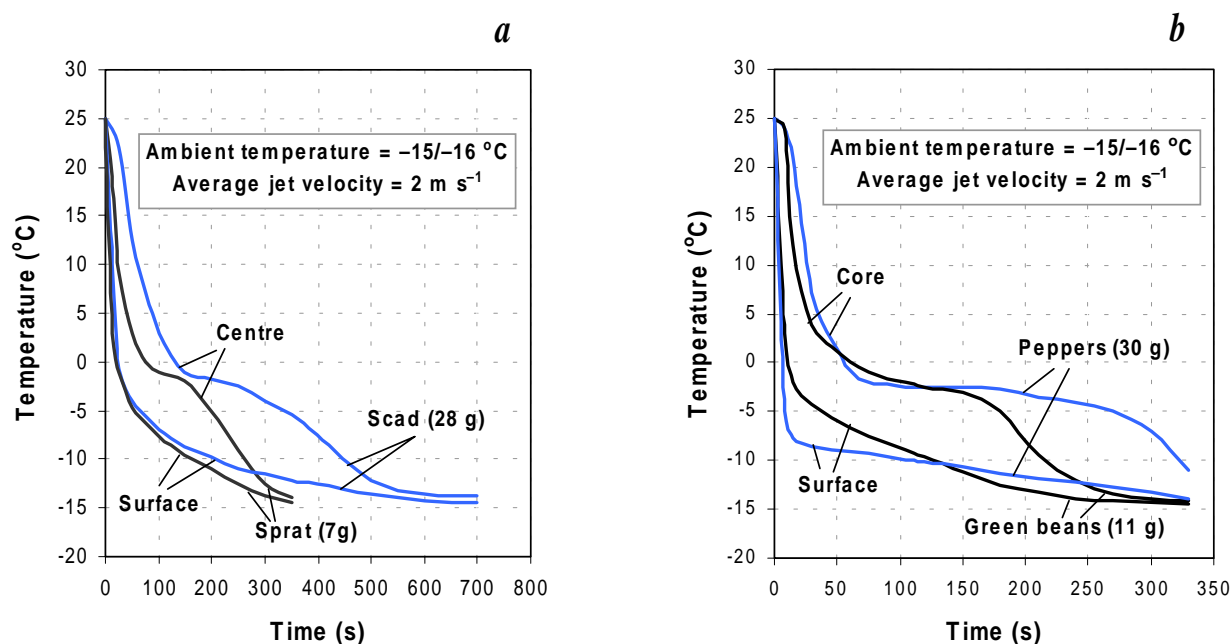 a
30
25
20
15
10
5
0
-5
-10
-15
-20
Temperature (°C)
Ambient temperature = –15/–16 °C
Average jet velocity = 2 m s⁻¹
Centre
Scad (28 g)
Surface
Sprat (7g)
0 100 200 300 400 500 600 700 800
Time (s)
b
30
25
20
15
10
5
0
-5
-10
-15
-20
Temperature (°C)
Ambient temperature = –15/–16 °C
Average jet velocity = 2 m s⁻¹
Core
Peppers (30 g)
Surface
Green beans (11 g)
0 50 100 150 200 250 300 350
Time (s)